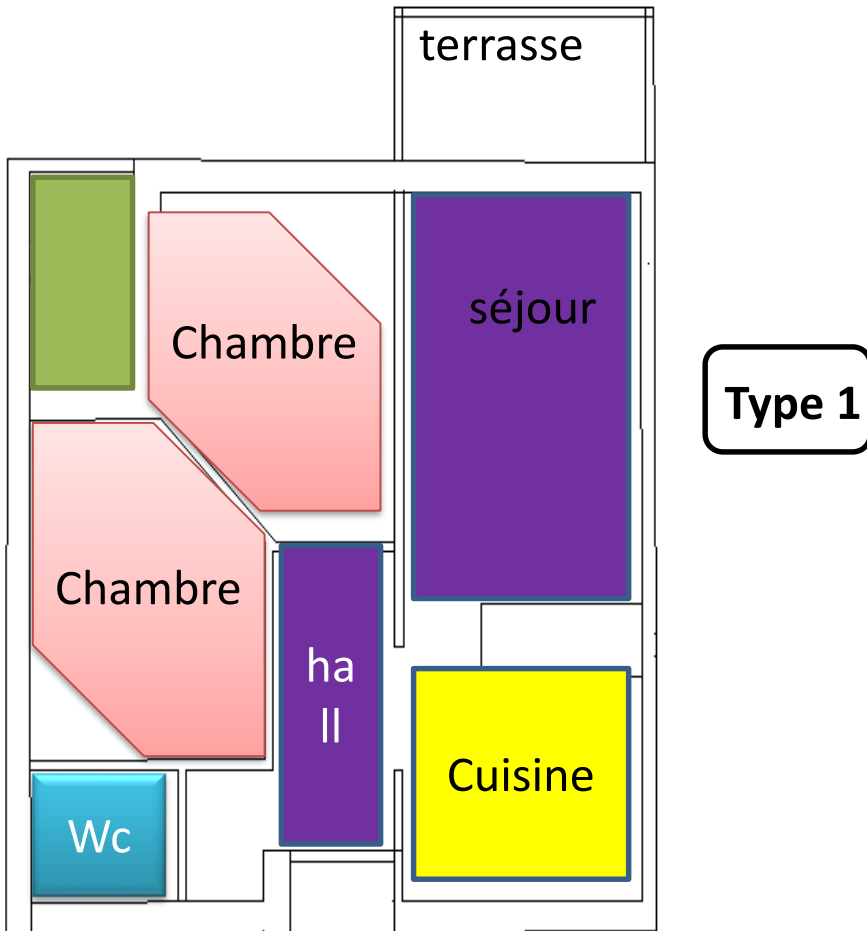 terrasse
séjour
Chambre
Type 1
Chambre
ha
ll
Cuisine
Wc